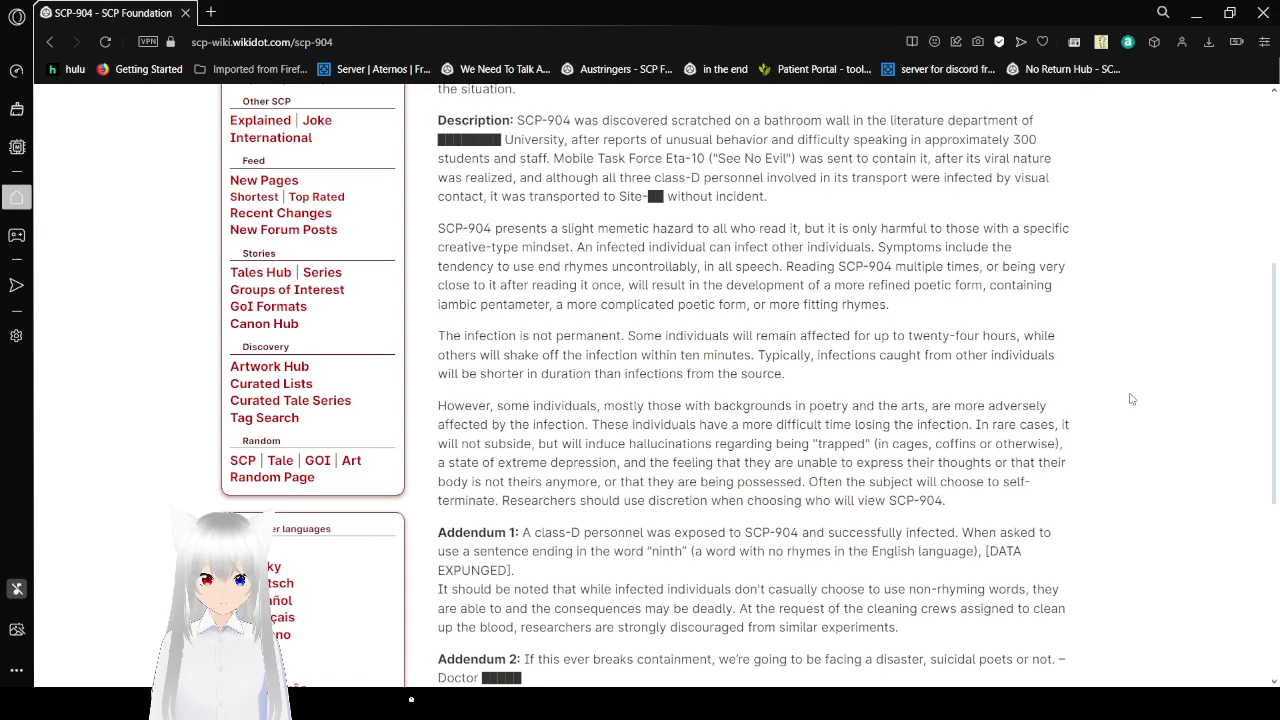 SCP-904 - SCP Foundation
VPN
scp-wiki.wikidot.com/scp-904
hulu
Getting Started
Imported from Firef...
Server | Aternos | Fr...
We Need To Talk A...
Austringers - SCP F...
in the end
Patient Portal - tool...
server for discord fr...
No Return Hub - SC...
Other SCP
Explained | Joke
International
Feed
New Pages
Shortest | Top Rated
Recent Changes
New Forum Posts
Stories
Tales Hub | Series
Groups of Interest
GoI Formats
Canon Hub
Discovery
Artwork Hub
Curated Lists
Curated Tale Series
Tag Search
Random
SCP | Tale | GOI | Art
Random Page
er languages
ky
tsch
añol
çais
no
the situation.
Description: SCP-904 was discovered scratched on a bathroom wall in the literature department of
████████ University, after reports of unusual behavior and difficulty speaking in approximately 300
students and staff. Mobile Task Force Eta-10 ("See No Evil") was sent to contain it, after its viral nature
was realized, and although all three class-D personnel involved in its transport were infected by visual
contact, it was transported to Site-██ without incident.
SCP-904 presents a slight memetic hazard to all who read it, but it is only harmful to those with a specific
creative-type mindset. An infected individual can infect other individuals. Symptoms include the
tendency to use end rhymes uncontrollably, in all speech. Reading SCP-904 multiple times, or being very
close to it after reading it once, will result in the development of a more refined poetic form, containing
iambic pentameter, a more complicated poetic form, or more fitting rhymes.
The infection is not permanent. Some individuals will remain affected for up to twenty-four hours, while
others will shake off the infection within ten minutes. Typically, infections caught from other individuals
will be shorter in duration than infections from the source.
However, some individuals, mostly those with backgrounds in poetry and the arts, are more adversely
affected by the infection. These individuals have a more difficult time losing the infection. In rare cases, it
will not subside, but will induce hallucinations regarding being "trapped" (in cages, coffins or otherwise),
a state of extreme depression, and the feeling that they are unable to express their thoughts or that their
body is not theirs anymore, or that they are being possessed. Often the subject will choose to self-
terminate. Researchers should use discretion when choosing who will view SCP-904.
Addendum 1: A class-D personnel was exposed to SCP-904 and successfully infected. When asked to
use a sentence ending in the word “ninth” (a word with no rhymes in the English language), [DATA
EXPUNGED].
It should be noted that while infected individuals don't casually choose to use non-rhyming words, they
are able to and the consequences may be deadly. At the request of the cleaning crews assigned to clean
up the blood, researchers are strongly discouraged from similar experiments.
Addendum 2: If this ever breaks containment, we’re going to be facing a disaster, suicidal poets or not. –
Doctor █████